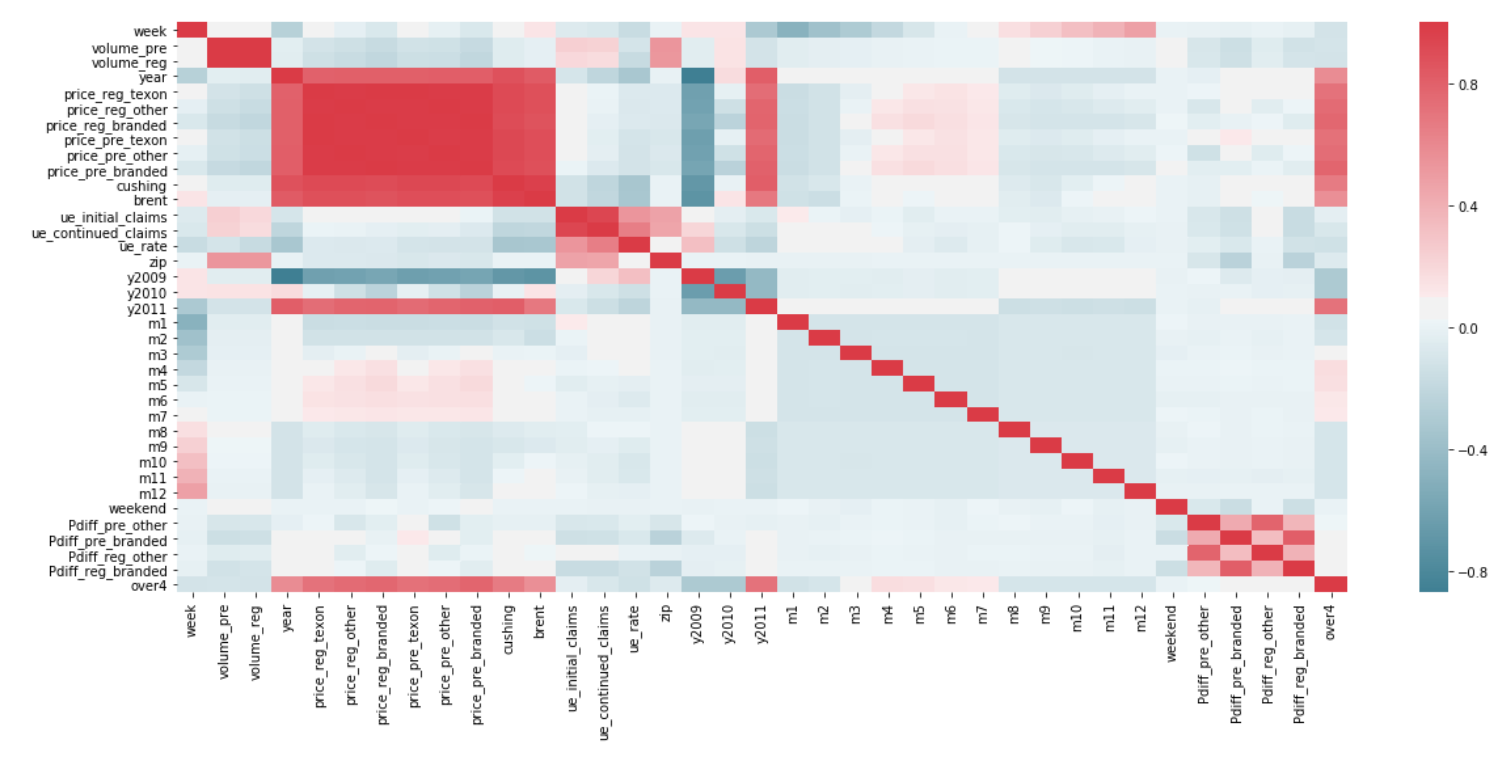 week
volume_pre
volume_reg
year
price_reg_texon
price_reg_other
price_reg_branded
price_pre_texon
price_pre_other
price_pre_branded
cushing
brent
ue_initial_claims
ue_continued_claims
ue_rate
zip
y2009
y2010
y2011
m1
m2
m3
m4
m5
m6
m7
m8
m9
m10
m11
m12
weekend
Pdiff_pre_other
Pdiff_pre_branded
Pdiff_reg_other
Pdiff_reg_branded
over4
week
volume_pre
volume_reg
year
price_reg_texon
price_reg_other
price_reg_branded
price_pre_texon
price_pre_other
price_pre_branded
cushing
brent
ue_initial_claims
ue_continued_claims
ue_rate
zip
y2009
y2010
y2011
m1
m2
m3
m4
m5
m6
m7
m8
m9
m10
m11
m12
weekend
Pdiff_pre_other
Pdiff_pre_branded
Pdiff_reg_other
Pdiff_reg_branded
over4
0.8
0.4
0.0
−0.4
−0.8